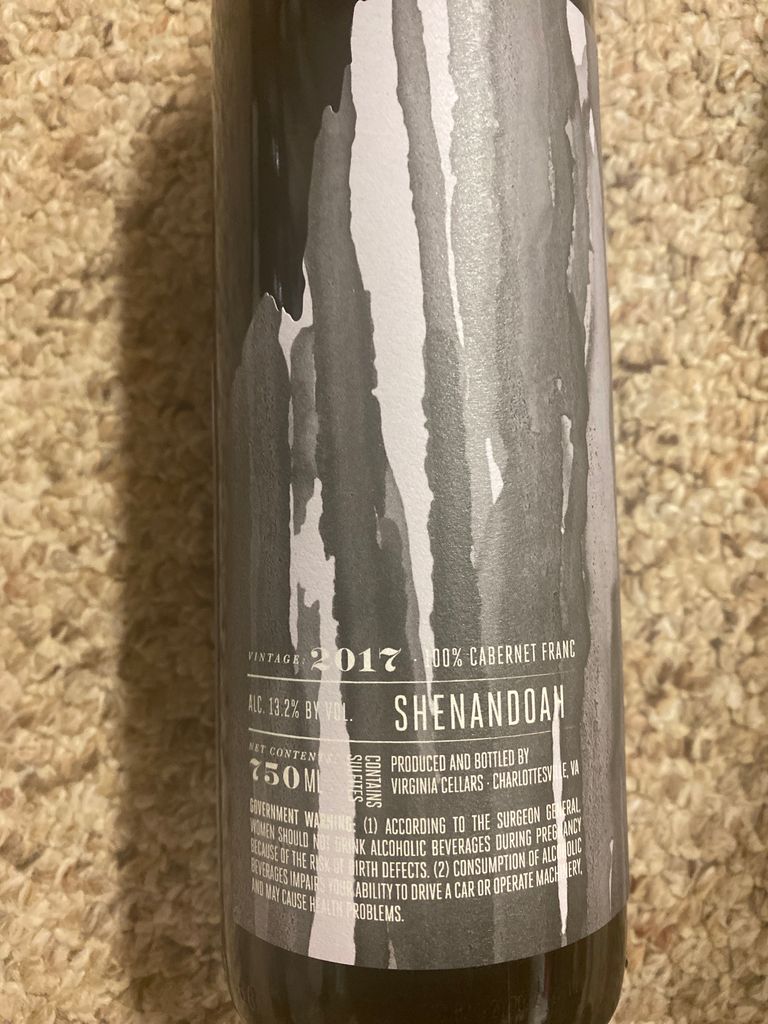 VINTAGE: 2017 · 100% CABERNET FRANC
ALC. 13.2% BY VOL. SHENANDOAH
NET CONTENTS:
750ML
CONTAINS
SULFITES
PRODUCED AND BOTTLED BY
VIRGINIA CELLARS · CHARLOTTESVILLE, VA
GOVERNMENT WARNING: (1) ACCORDING TO THE SURGEON GENERAL,
WOMEN SHOULD NOT DRINK ALCOHOLIC BEVERAGES DURING PREGNANCY
BECAUSE OF THE RISK OF BIRTH DEFECTS. (2) CONSUMPTION OF ALCOHOLIC
BEVERAGES IMPAIRS YOUR ABILITY TO DRIVE A CAR OR OPERATE MACHINERY,
AND MAY CAUSE HEALTH PROBLEMS.